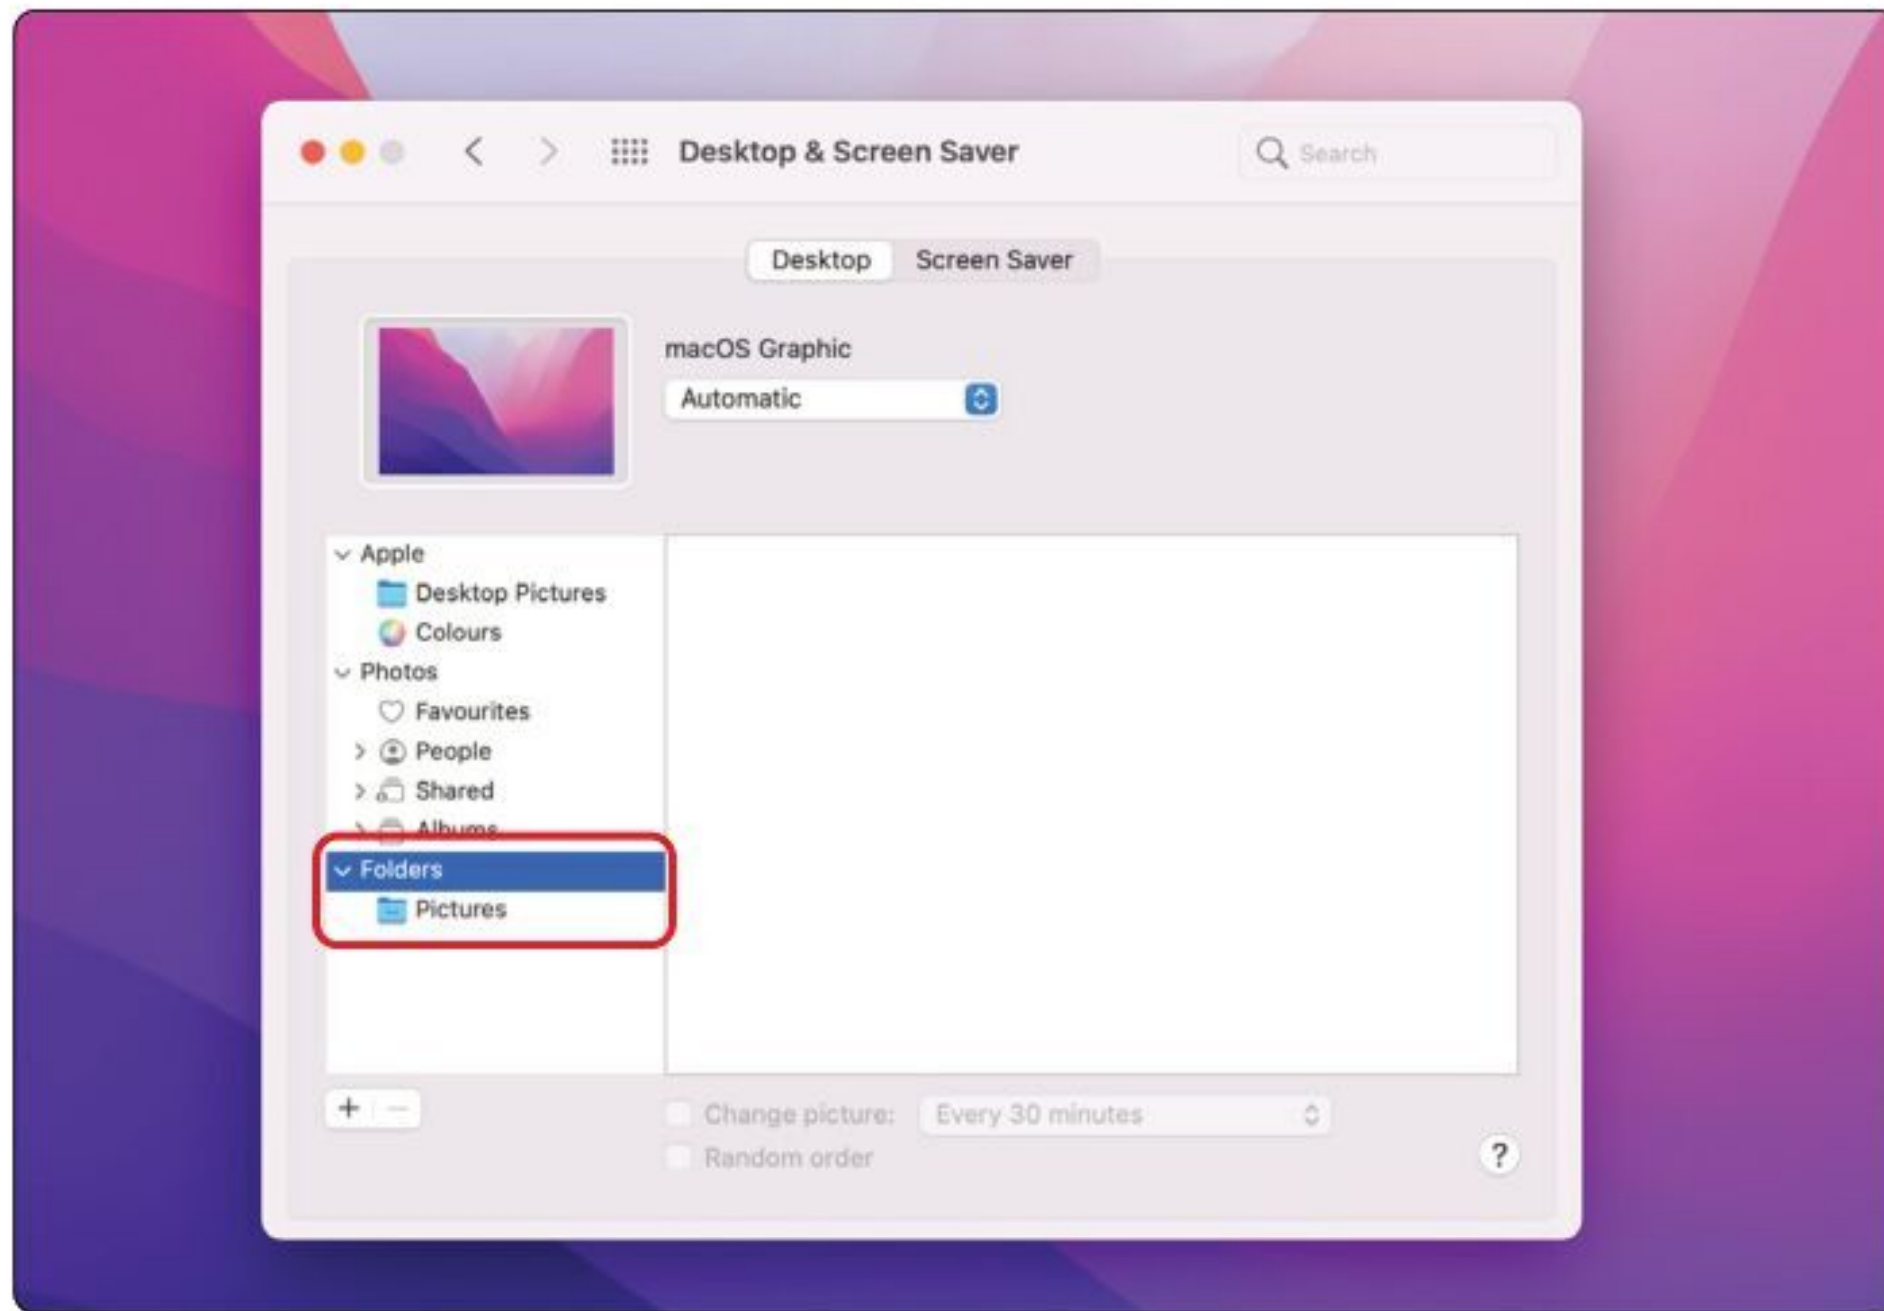 Desktop & Screen Saver
Search
Desktop
Screen Saver
macOS Graphic
Automatic
Apple
Desktop Pictures
Colours
Photos
Favourites
People
Shared
Albums
Folders
Pictures
+ −
Change picture: Every 30 minutes
Random order
?